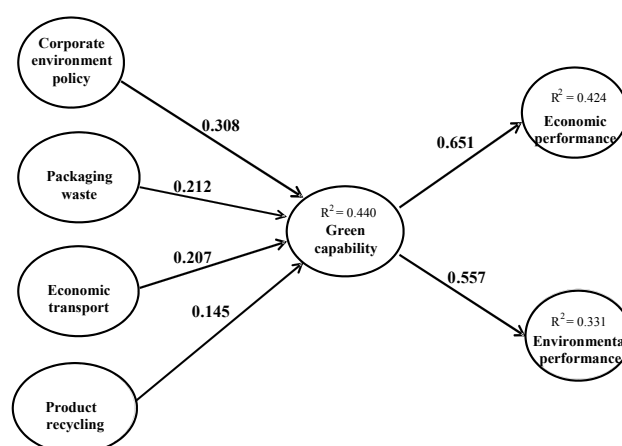 Corporate
environment
policy
0.308
Packaging
waste
0.212
Economic
transport
0.207
Product
recycling
0.145
R² = 0.440
Green
capability
0.651
R² = 0.424
Economic
performance
0.557
R² = 0.331
Environmenta
performance